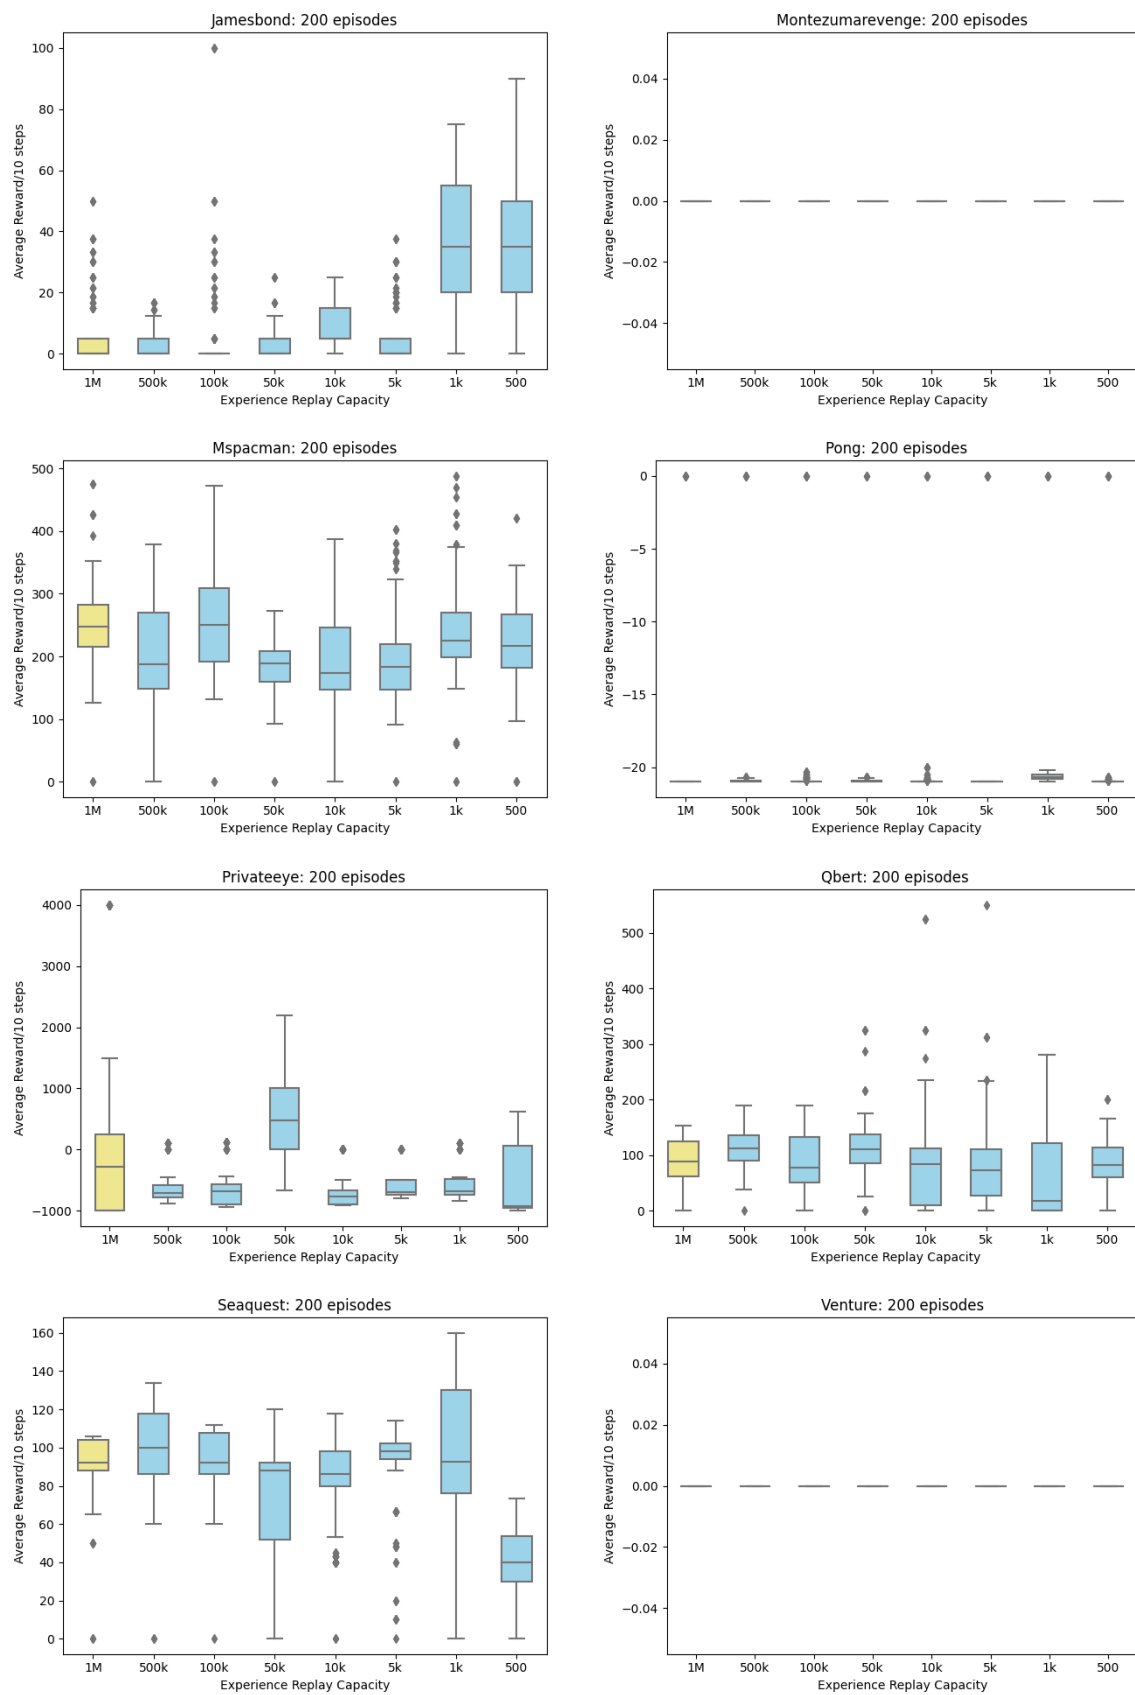 Jamesbond: 200 episodes
100
80
60
40
20
0
Average Reward/10 steps
1M 500k 100k 50k 10k 5k 1k 500
Experience Replay Capacity
Montezumarevenge: 200 episodes
0.04
0.02
0.00
−0.02
−0.04
Average Reward/10 steps
1M 500k 100k 50k 10k 5k 1k 500
Experience Replay Capacity
Mspacman: 200 episodes
500
400
300
200
100
0
Average Reward/10 steps
1M 500k 100k 50k 10k 5k 1k 500
Experience Replay Capacity
Pong: 200 episodes
0
−5
−10
−15
−20
Average Reward/10 steps
1M 500k 100k 50k 10k 5k 1k 500
Experience Replay Capacity
Privateeye: 200 episodes
4000
3000
2000
1000
0
−1000
Average Reward/10 steps
1M 500k 100k 50k 10k 5k 1k 500
Experience Replay Capacity
Qbert: 200 episodes
500
400
300
200
100
0
Average Reward/10 steps
1M 500k 100k 50k 10k 5k 1k 500
Experience Replay Capacity
Seaquest: 200 episodes
160
140
120
100
80
60
40
20
0
Average Reward/10 steps
1M 500k 100k 50k 10k 5k 1k 500
Experience Replay Capacity
Venture: 200 episodes
0.04
0.02
0.00
−0.02
−0.04
Average Reward/10 steps
1M 500k 100k 50k 10k 5k 1k 500
Experience Replay Capacity